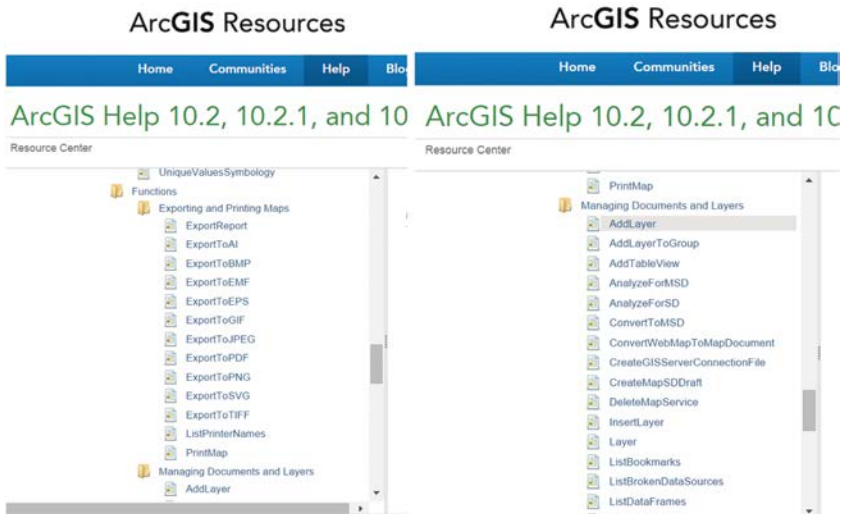 ArcGIS Resources
Home Communities Help Blo
ArcGIS Help 10.2, 10.2.1, and 10
Resource Center
UniqueValuesSymbology
Functions
Exporting and Printing Maps
ExportReport
ExportToAI
ExportToBMP
ExportToEMF
ExportToEPS
ExportToGIF
ExportToJPEG
ExportToPDF
ExportToPNG
ExportToSVG
ExportToTIFF
ListPrinterNames
PrintMap
Managing Documents and Layers
AddLayer
ArcGIS Resources
Home Communities Help Blo
ArcGIS Help 10.2, 10.2.1, and 10
Resource Center
PrintMap
Managing Documents and Layers
AddLayer
AddLayerToGroup
AddTableView
AnalyzeForMSD
AnalyzeForSD
ConvertToMSD
ConvertWebMapToMapDocument
CreateGISServerConnectionFile
CreateMapSDDraft
DeleteMapService
InsertLayer
Layer
ListBookmarks
ListBrokenDataSources
ListDataFrames